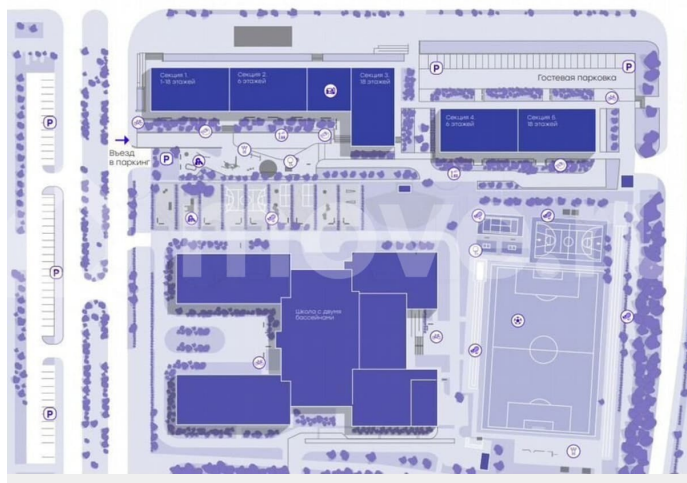 Секция 1.
1-18 этажей
Секция 2.
6 этажей
Секция 3.
18 этажей
P
P
Гостевая парковка
Секция 4.
6 этажей
Секция 5.
18 этажей
P
Въезд
в паркинг
P
move
P
Школа с двумя
бассейнами
P